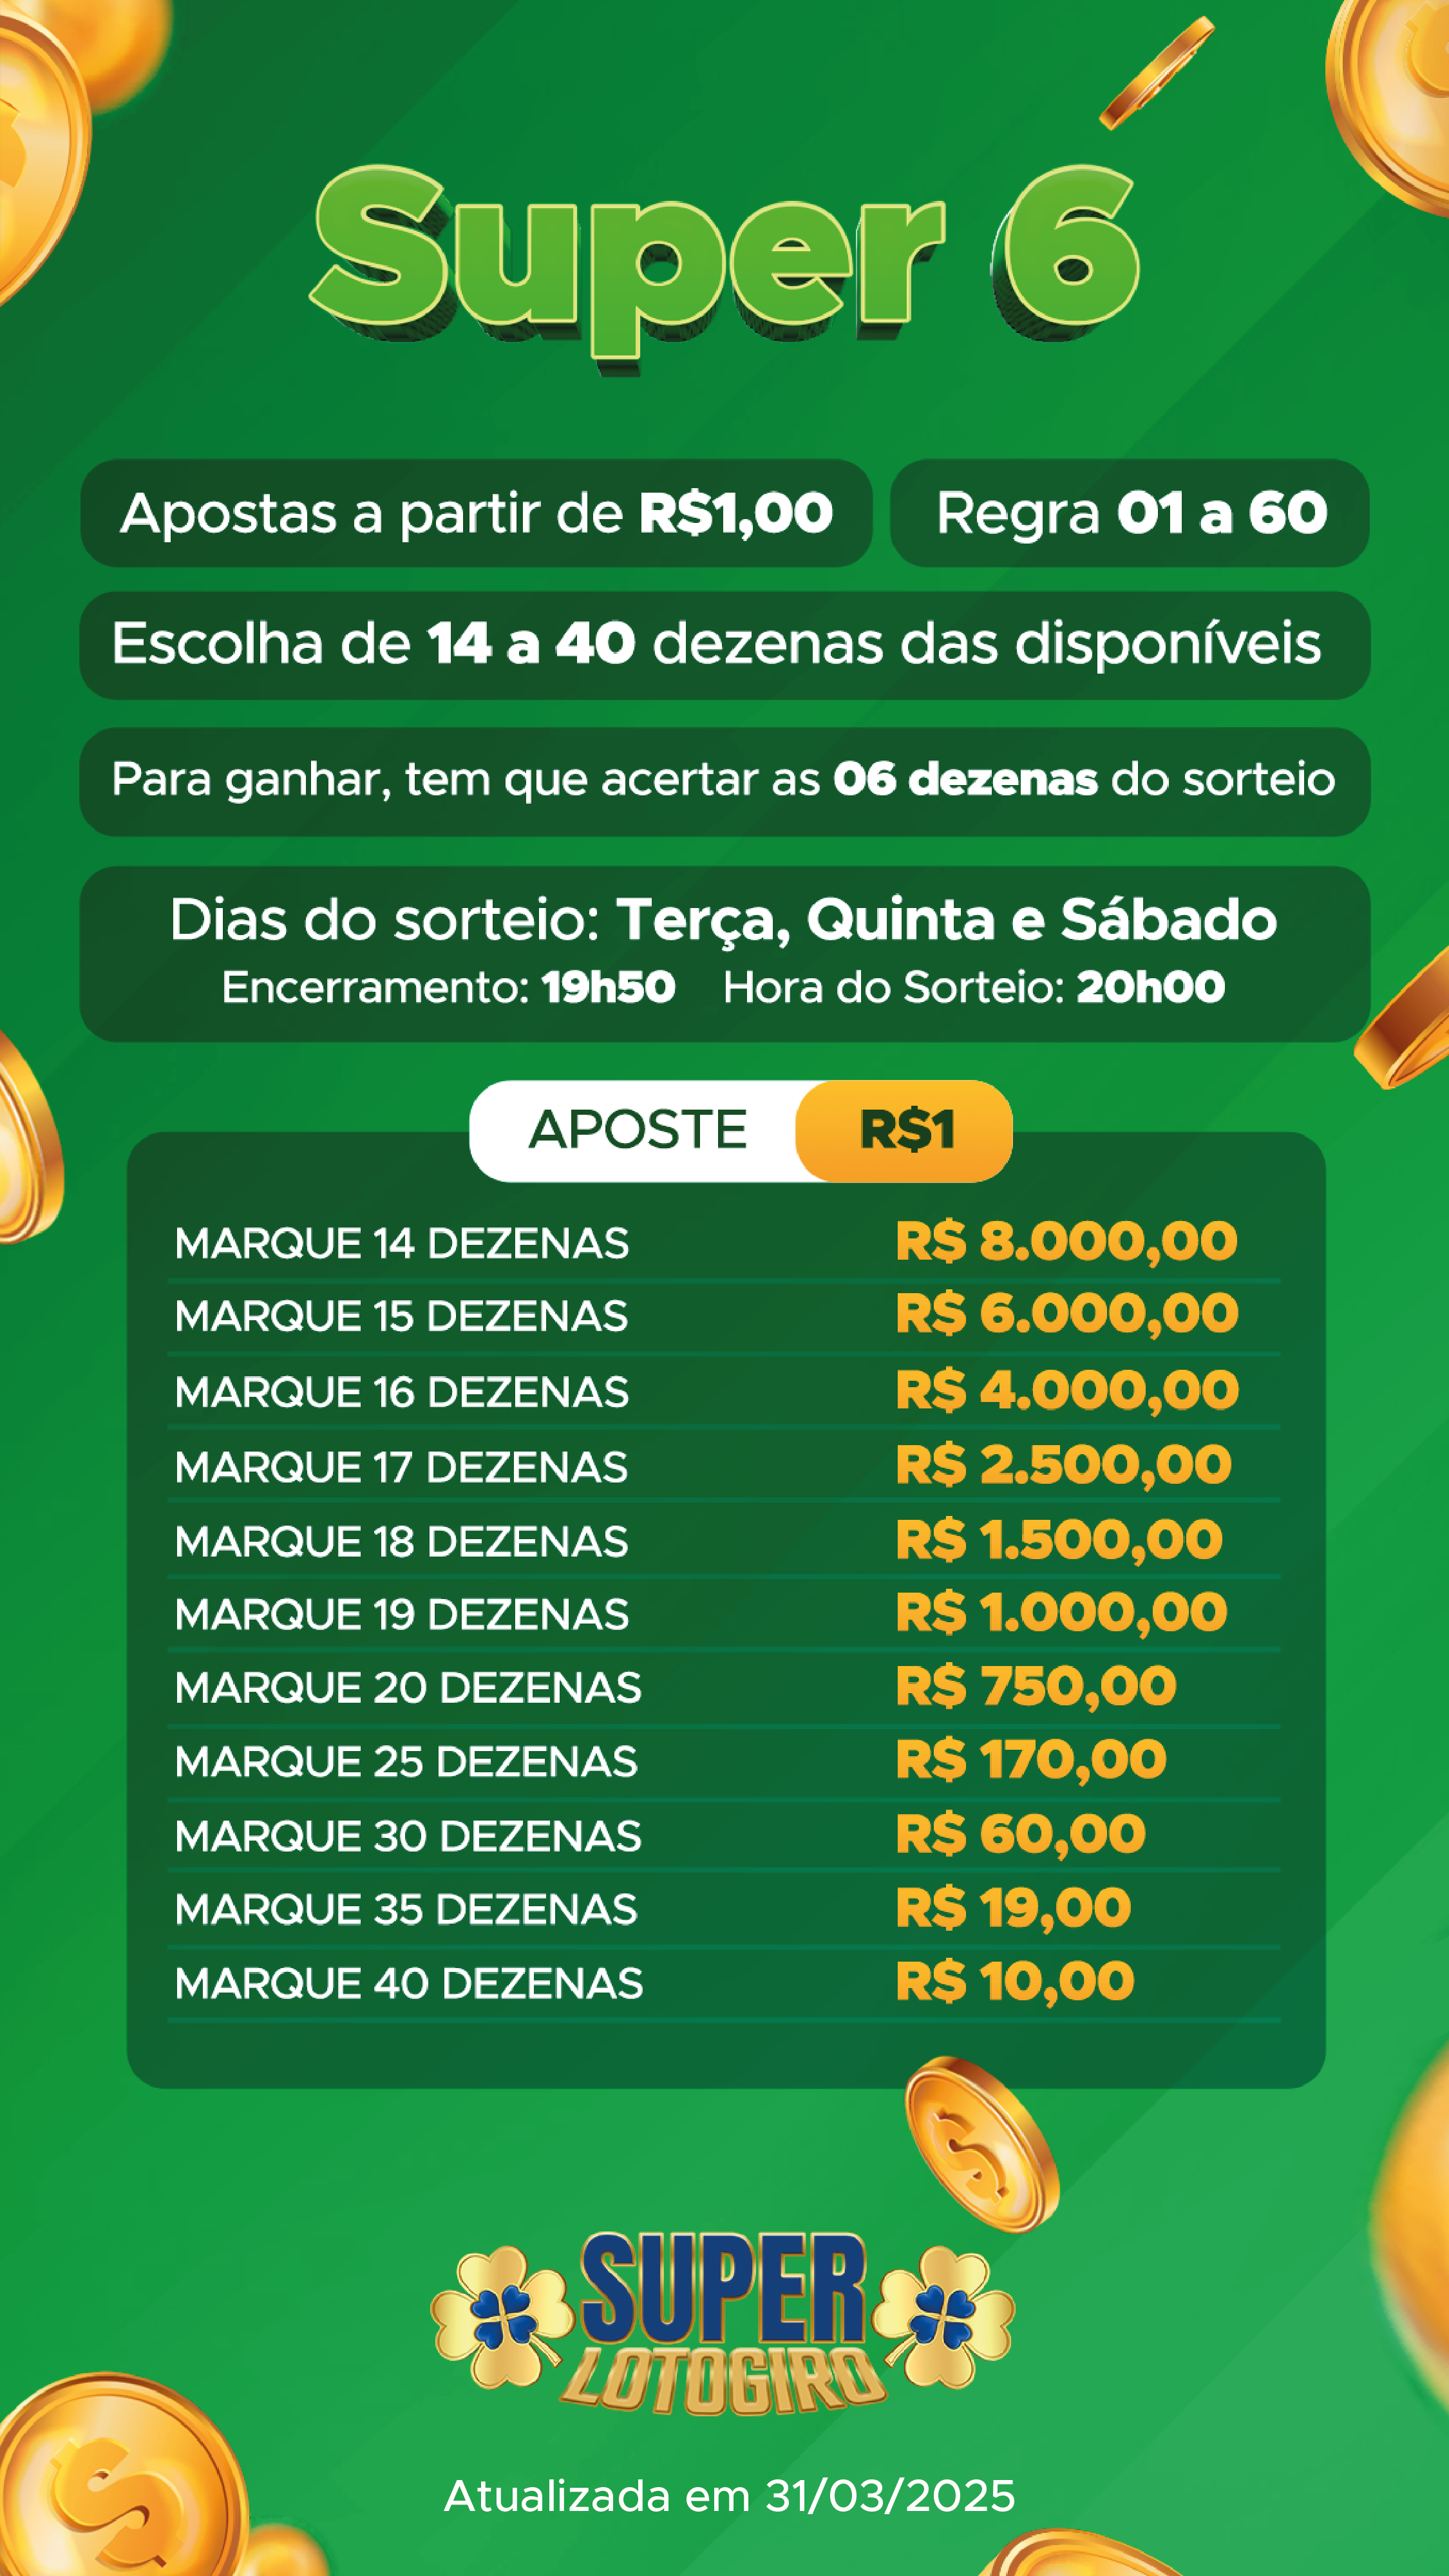 Super 6
Apostas a partir de R$1,00
Regra 01 a 60
Escolha de 14 a 40 dezenas das disponíveis
Para ganhar, tem que acertar as 06 dezenas do sorteio
Dias do sorteio: Terça, Quinta e Sábado
Encerramento: 19h50 Hora do Sorteio: 20h00
APOSTE R$1
MARQUE 14 DEZENAS R$ 8.000,00
MARQUE 15 DEZENAS R$ 6.000,00
MARQUE 16 DEZENAS R$ 4.000,00
MARQUE 17 DEZENAS R$ 2.500,00
MARQUE 18 DEZENAS R$ 1.500,00
MARQUE 19 DEZENAS R$ 1.000,00
MARQUE 20 DEZENAS R$ 750,00
MARQUE 25 DEZENAS R$ 170,00
MARQUE 30 DEZENAS R$ 60,00
MARQUE 35 DEZENAS R$ 19,00
MARQUE 40 DEZENAS R$ 10,00
SUPER
LOTOGIRO
Atualizada em 31/03/2025